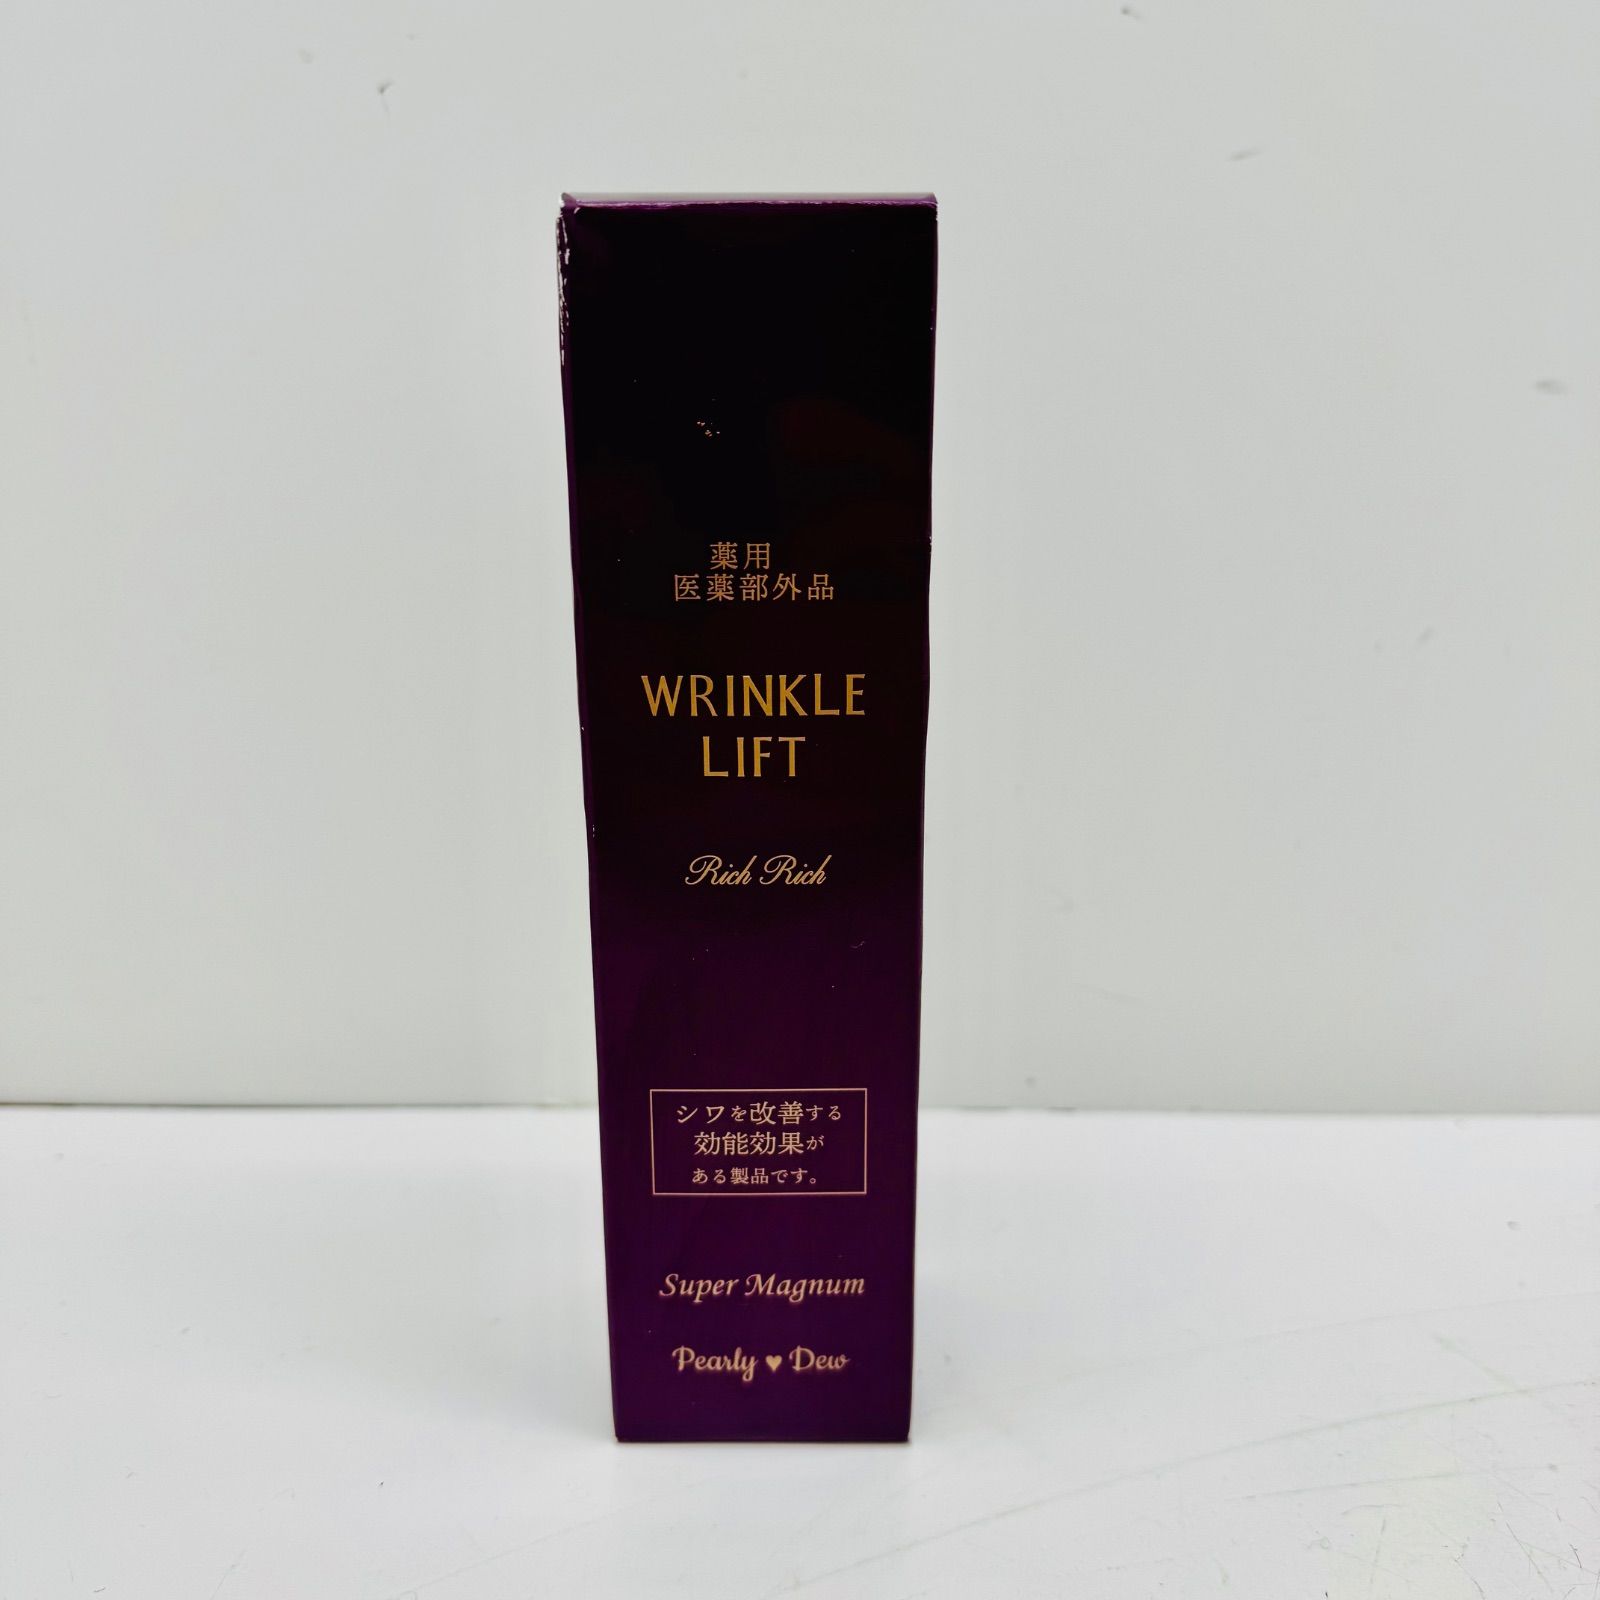 薬用
医薬部外品
WRINKLE
LIFT
Rich Rich
シワを改善する
効能効果が
ある製品です。
Super Magnum
Pearly ♥ Dew